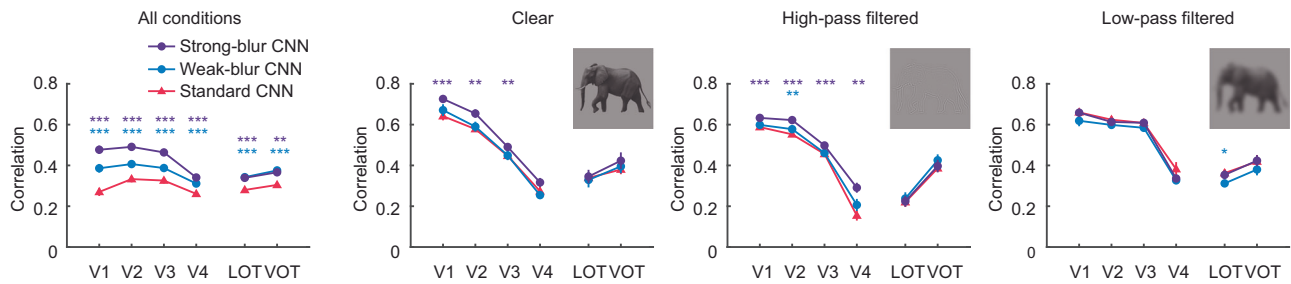 All conditions
Strong-blur CNN
Weak-blur CNN
Standard CNN
Correlation
0.8
0.6
0.4
0.2
0
*** *** *** *** *** **
*** *** *** *** *** ***
V1 V2 V3 V4 LOT VOT
Clear
Correlation
0.8
0.6
0.4
0.2
0
*** ** **
V1 V2 V3 V4 LOT VOT
High-pass filtered
Correlation
0.8
0.6
0.4
0.2
0
*** *** *** **
**
V1 V2 V3 V4 LOT VOT
Low-pass filtered
Correlation
0.8
0.6
0.4
0.2
0
*
V1 V2 V3 V4 LOT VOT